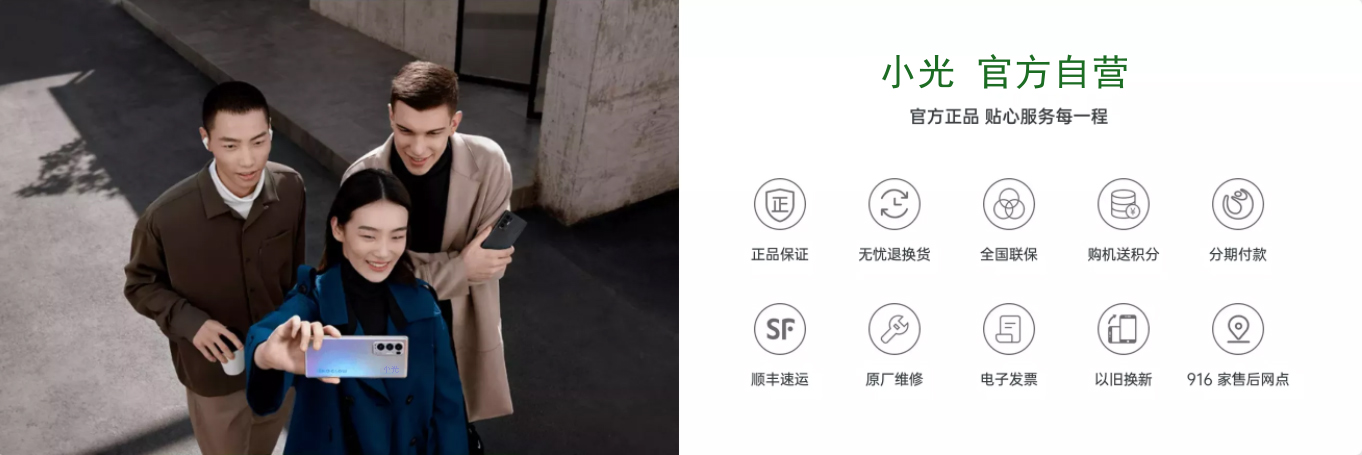 小光 官方自营
官方正品 贴心服务每一程
正
¥
正品保证
无忧退换货
全国联保
购机送积分
分期付款
SF
顺丰速运
原厂维修
电子发票
以旧换新
916 家售后网点
小光